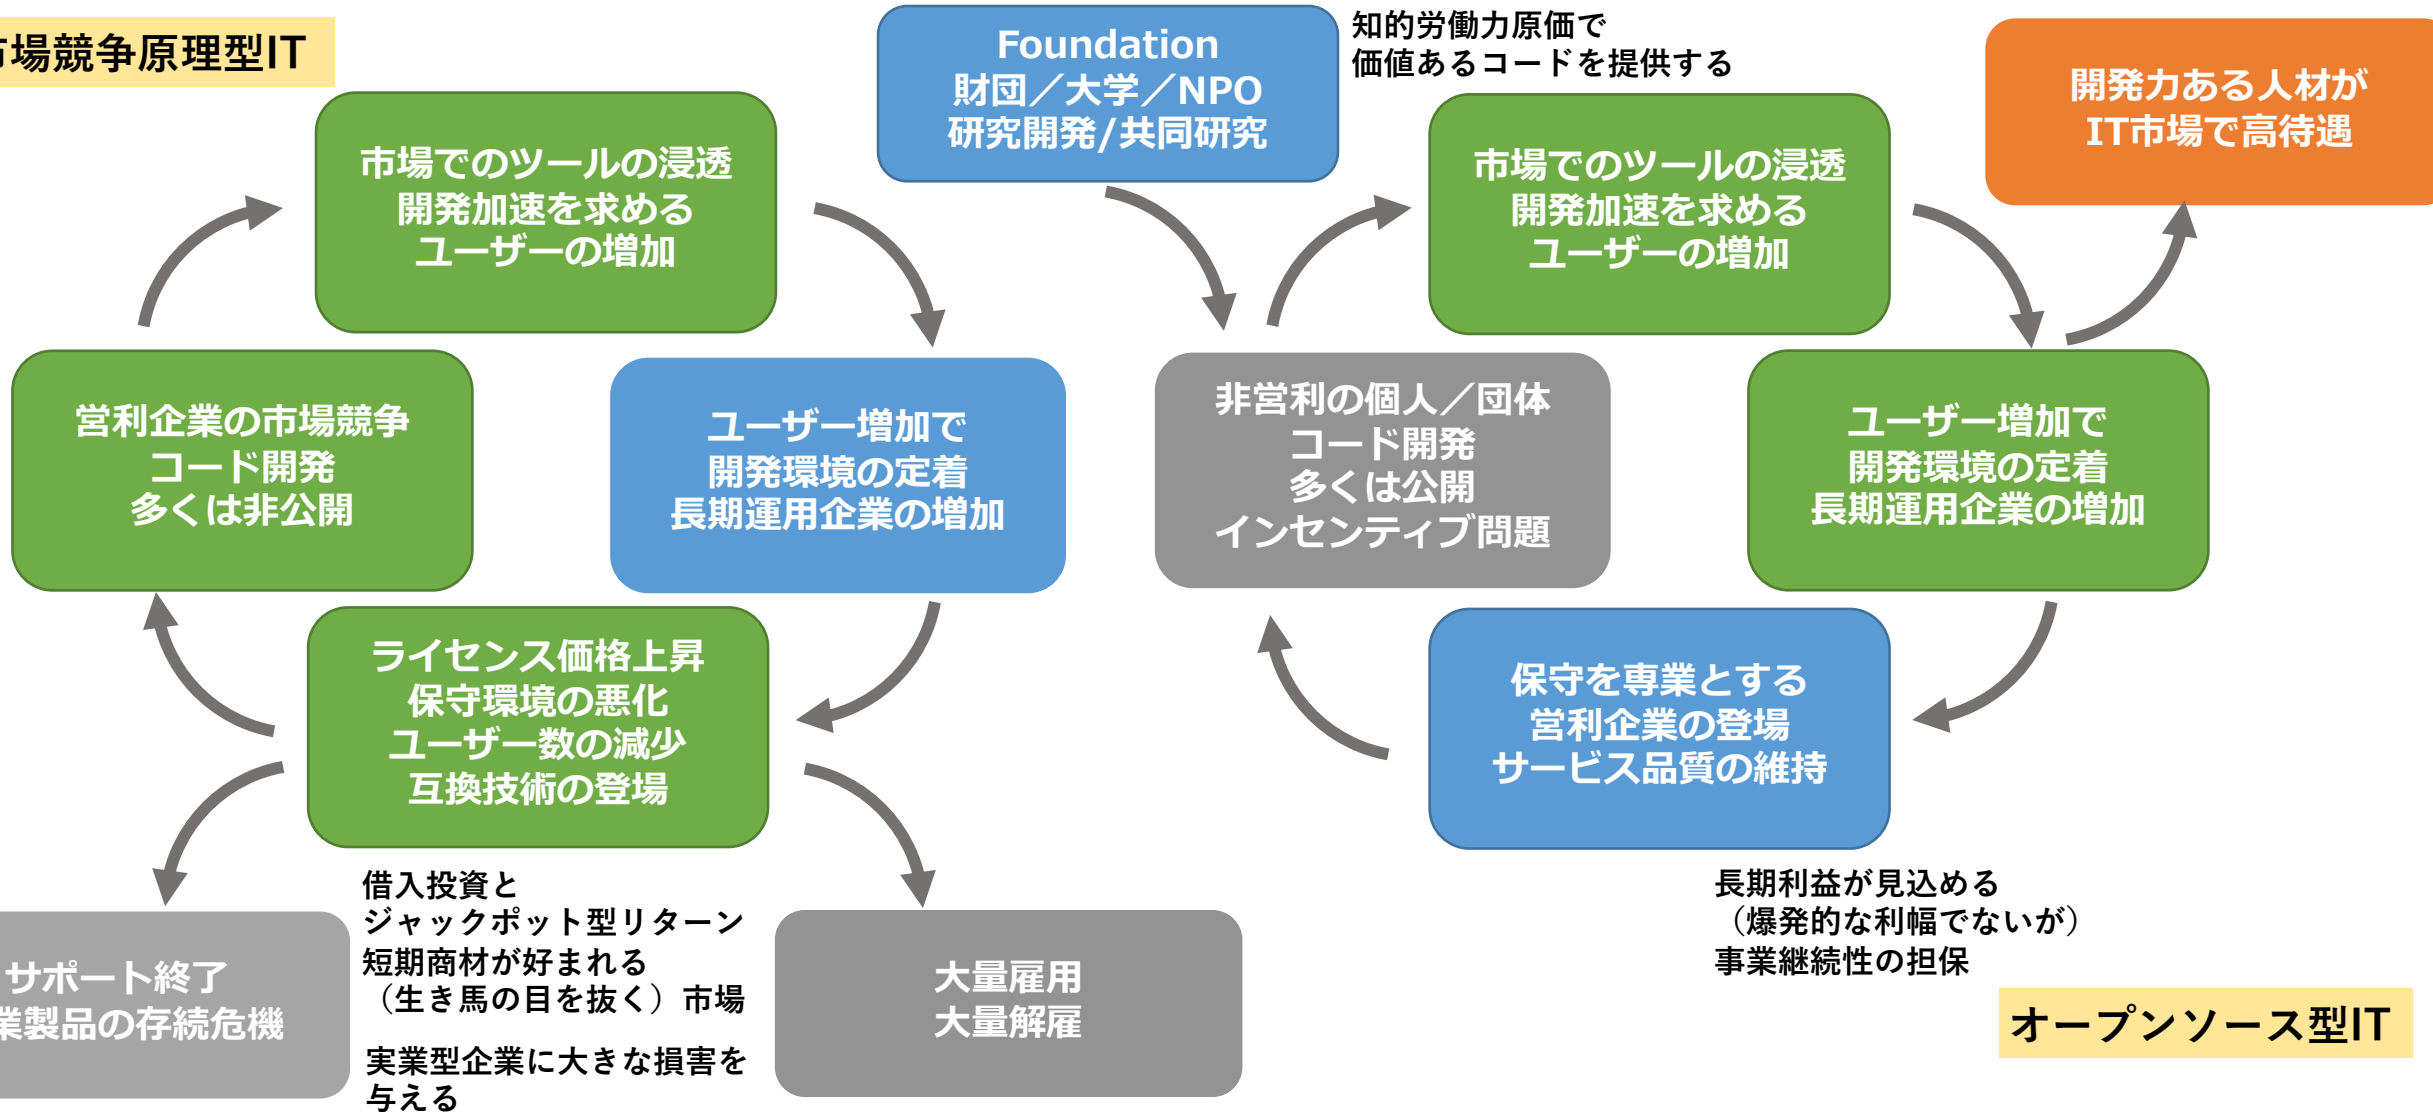 市場競争原理型IT
市場でのツールの浸透
開発加速を求める
ユーザーの増加
営利企業の市場競争
コード開発
多くは非公開
ユーザー増加で
開発環境の定着
長期運用企業の増加
ライセンス価格上昇
保守環境の悪化
ユーザー数の減少
互換技術の登場
サポート終了
業製品の存続危機
借入投資と
ジャックポット型リターン
短期商材が好まれる
（生き馬の目を抜く）市場
実業型企業に大きな損害を
与える
大量雇用
大量解雇
Foundation
財団／大学／NPO
研究開発/共同研究
知的労働力原価で
価値あるコードを提供する
市場でのツールの浸透
開発加速を求める
ユーザーの増加
開発力ある人材が
IT市場で高待遇
非営利の個人／団体
コード開発
多くは公開
インセンティブ問題
ユーザー増加で
開発環境の定着
長期運用企業の増加
保守を専業とする
営利企業の登場
サービス品質の維持
長期利益が見込める
（爆発的な利幅でないが）
事業継続性の担保
オープンソース型IT